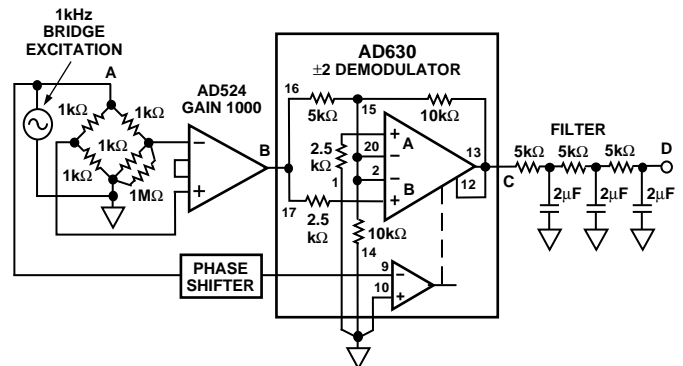 1kHz
BRIDGE
EXCITATION
A
1kΩ
1kΩ
1kΩ
1kΩ
1MΩ
AD524
GAIN 1000
B
AD630
±2 DEMODULATOR
16
5kΩ
15
10kΩ
2.5
kΩ
A
20
13
2
1
B
12
17
2.5
kΩ
10kΩ
14
PHASE
SHIFTER
9
10
C
FILTER
5kΩ
5kΩ
5kΩ
D
2μF
2μF
2μF